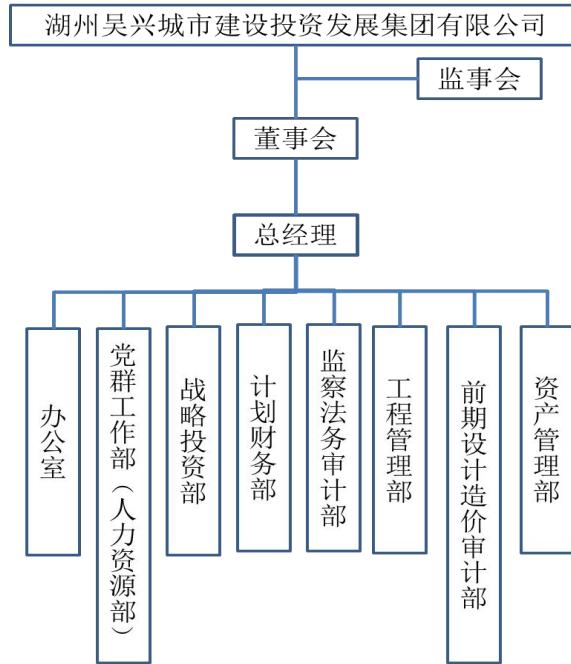 湖州吴兴城市建设投资发展集团有限公司
监事会
董事会
总经理
办公室
党群工作部（人力资源部）
战略投资部
计划财务部
监察法务审计部
工程管理部
前期设计造价审计部
资产管理部